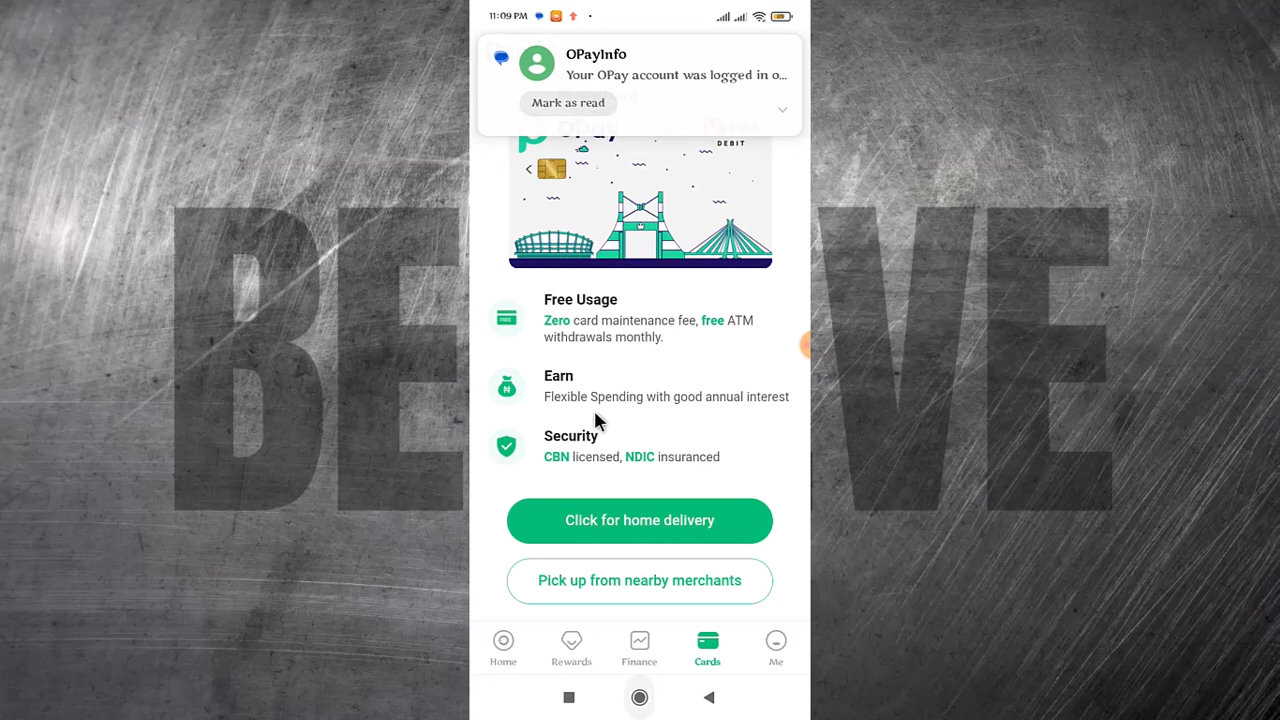 11:09 PM
OPayInfo
Your OPay account was logged in o...
Mark as read
OPay
DEBIT
Free Usage
Zero card maintenance fee, free ATM
withdrawals monthly.
Earn
Flexible Spending with good annual interest
Security
CBN licensed, NDIC insuranced
Click for home delivery
Pick up from nearby merchants
Home
Rewards
Finance
Cards
Me